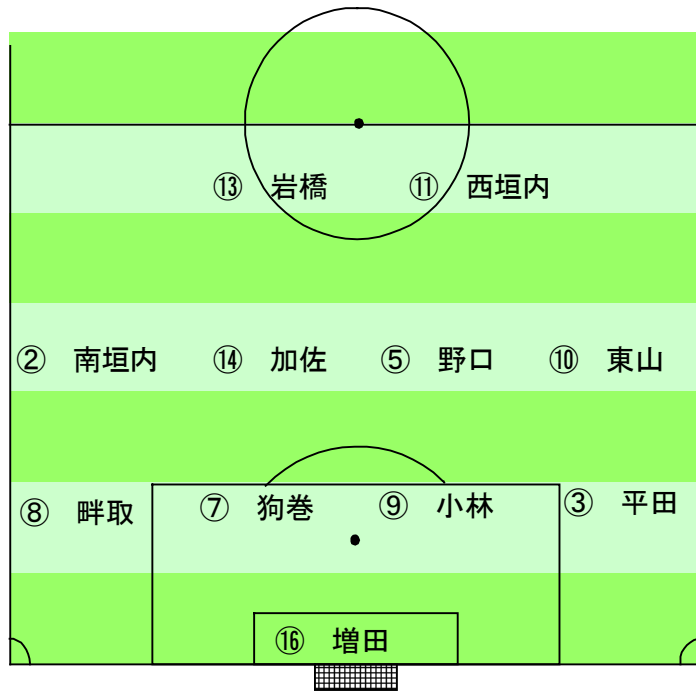 ⑬ 岩橋 ⑪ 西垣内
② 南垣内 ⑭ 加佐 ⑤ 野口 ⑩ 東山
⑧ 畔取 ⑦ 狗巻 ⑨ 小林 ③ 平田
⑯ 増田